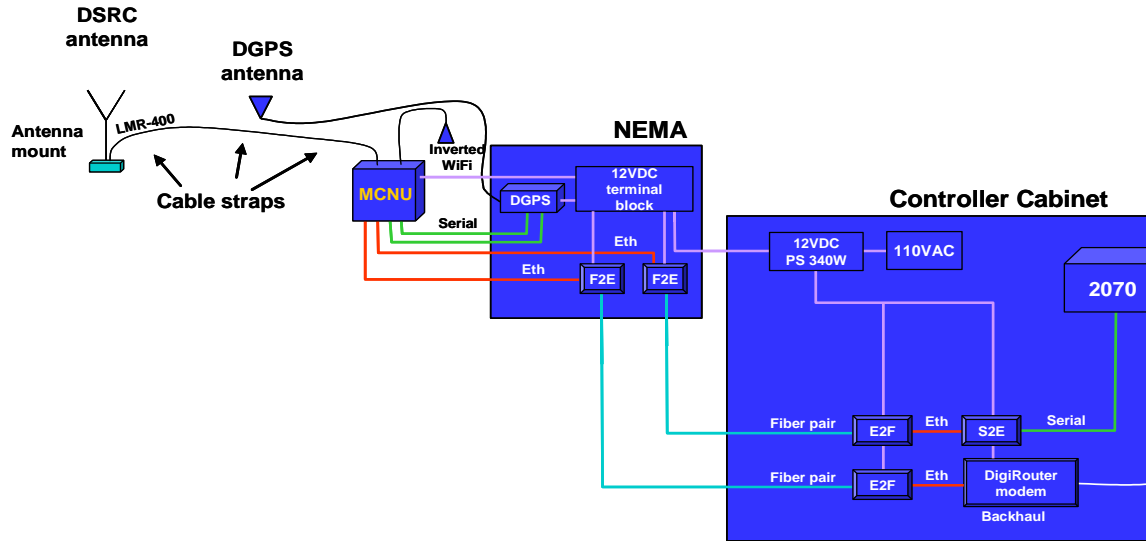 DSRC
antenna
DGPS
antenna
Antenna
mount
LMR-400
Cable straps
Inverted
WiFi
MCNU
Serial
Eth
Eth
NEMA
12VDC
terminal
block
DGPS
F2E
F2E
Controller Cabinet
12VDC
PS 340W
110VAC
2070
Fiber pair
E2F
Eth
S2E
Serial
Fiber pair
E2F
Eth
DigiRouter
modem
Backhaul